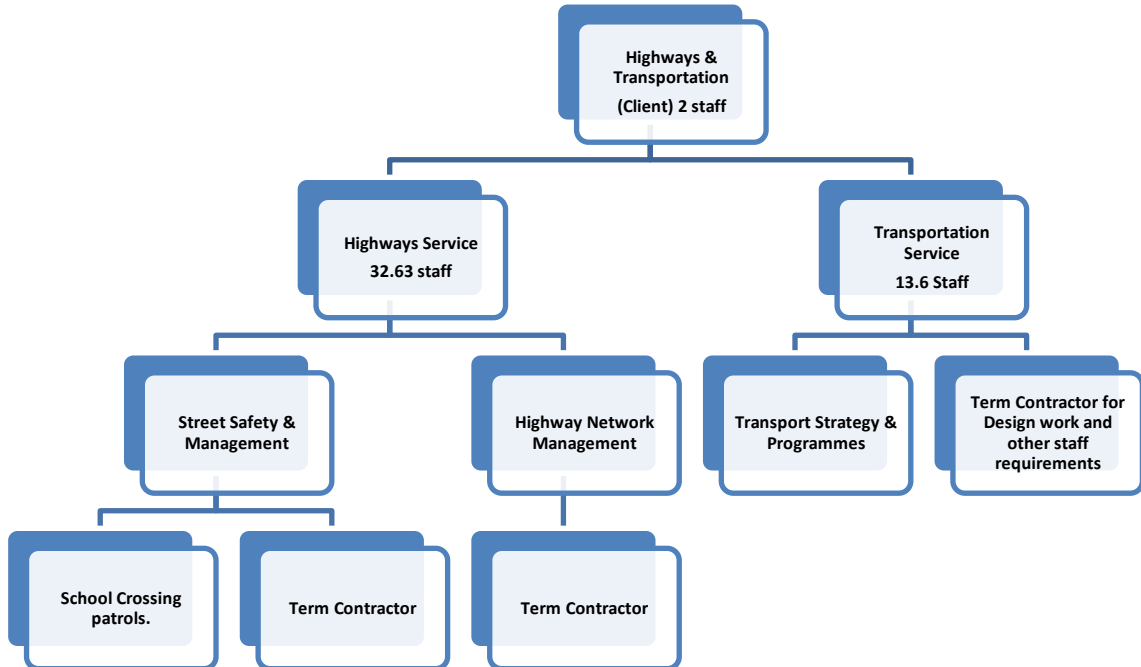 Highways &
Transportation
(Client) 2 staff
Highways Service
32.63 staff
Transportation
Service
13.6 Staff
Street Safety &
Management
Highway Network
Management
Transport Strategy &
Programmes
Term Contractor for
Design work and
other staff
requirements
School Crossing
patrols.
Term Contractor
Term Contractor